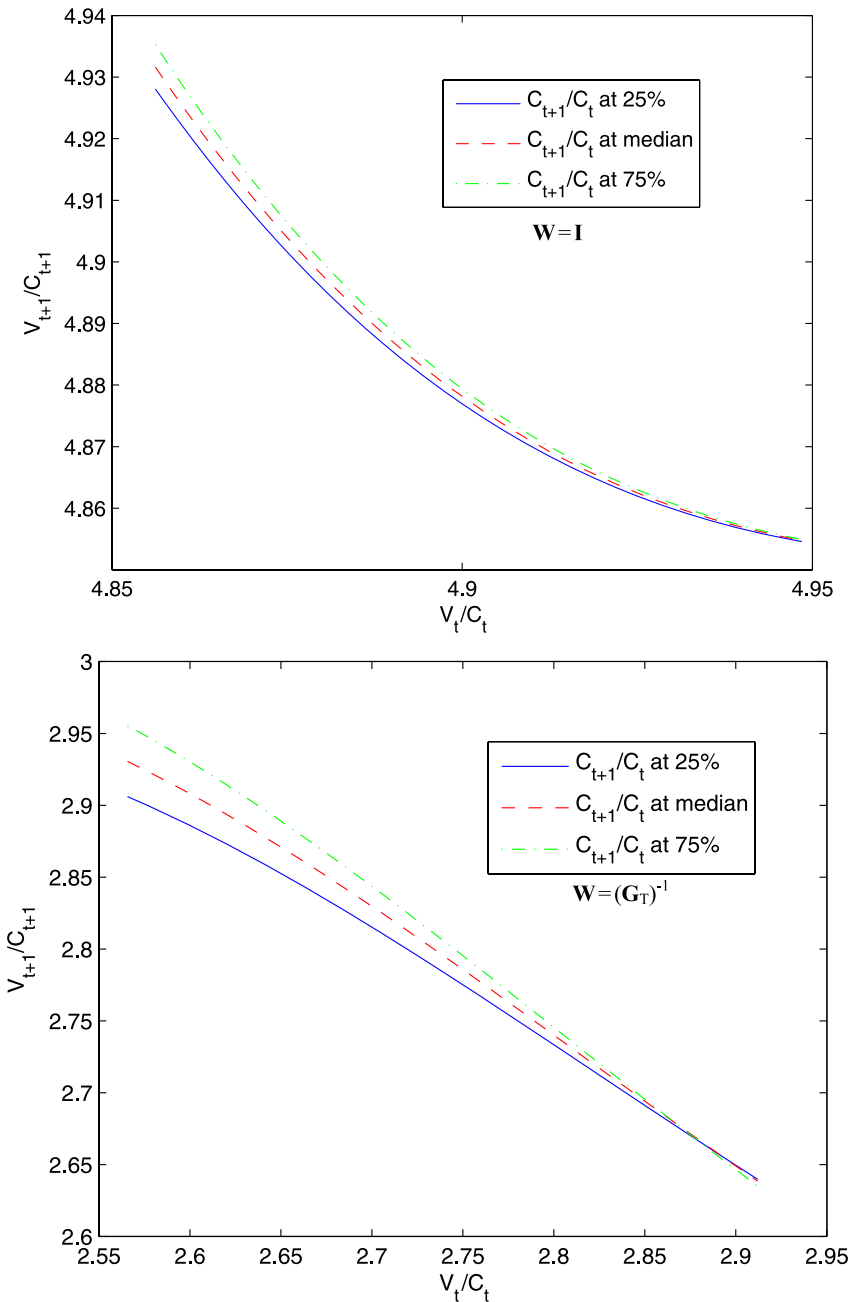 4.94
4.93
4.92
4.91
4.9
4.89
4.88
4.87
4.86
V_{t+1}/C_{t+1}
C_{t+1}/C_t at 25%
C_{t+1}/C_t at median
C_{t+1}/C_t at 75%
W=I
4.85 4.9 4.95
V_t/C_t
3
2.95
2.9
2.85
2.8
2.75
2.7
2.65
2.6
V_{t+1}/C_{t+1}
C_{t+1}/C_t at 25%
C_{t+1}/C_t at median
C_{t+1}/C_t at 75%
W=(G_T)^{-1}
2.55 2.6 2.65 2.7 2.75 2.8 2.85 2.9 2.95
V_t/C_t